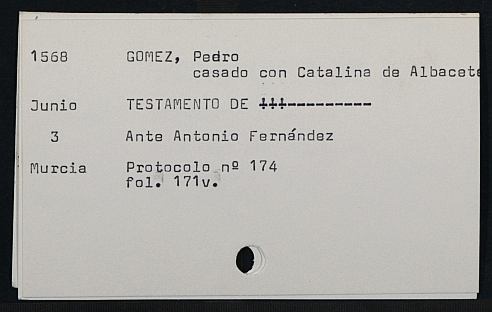 1568 GOMEZ, Pedro
casado con Catalina de Albacete
Junio TESTAMENTO DE +++----------
3 Ante Antonio Fernández
Murcia Protocolo nº 174
fol. 171v.